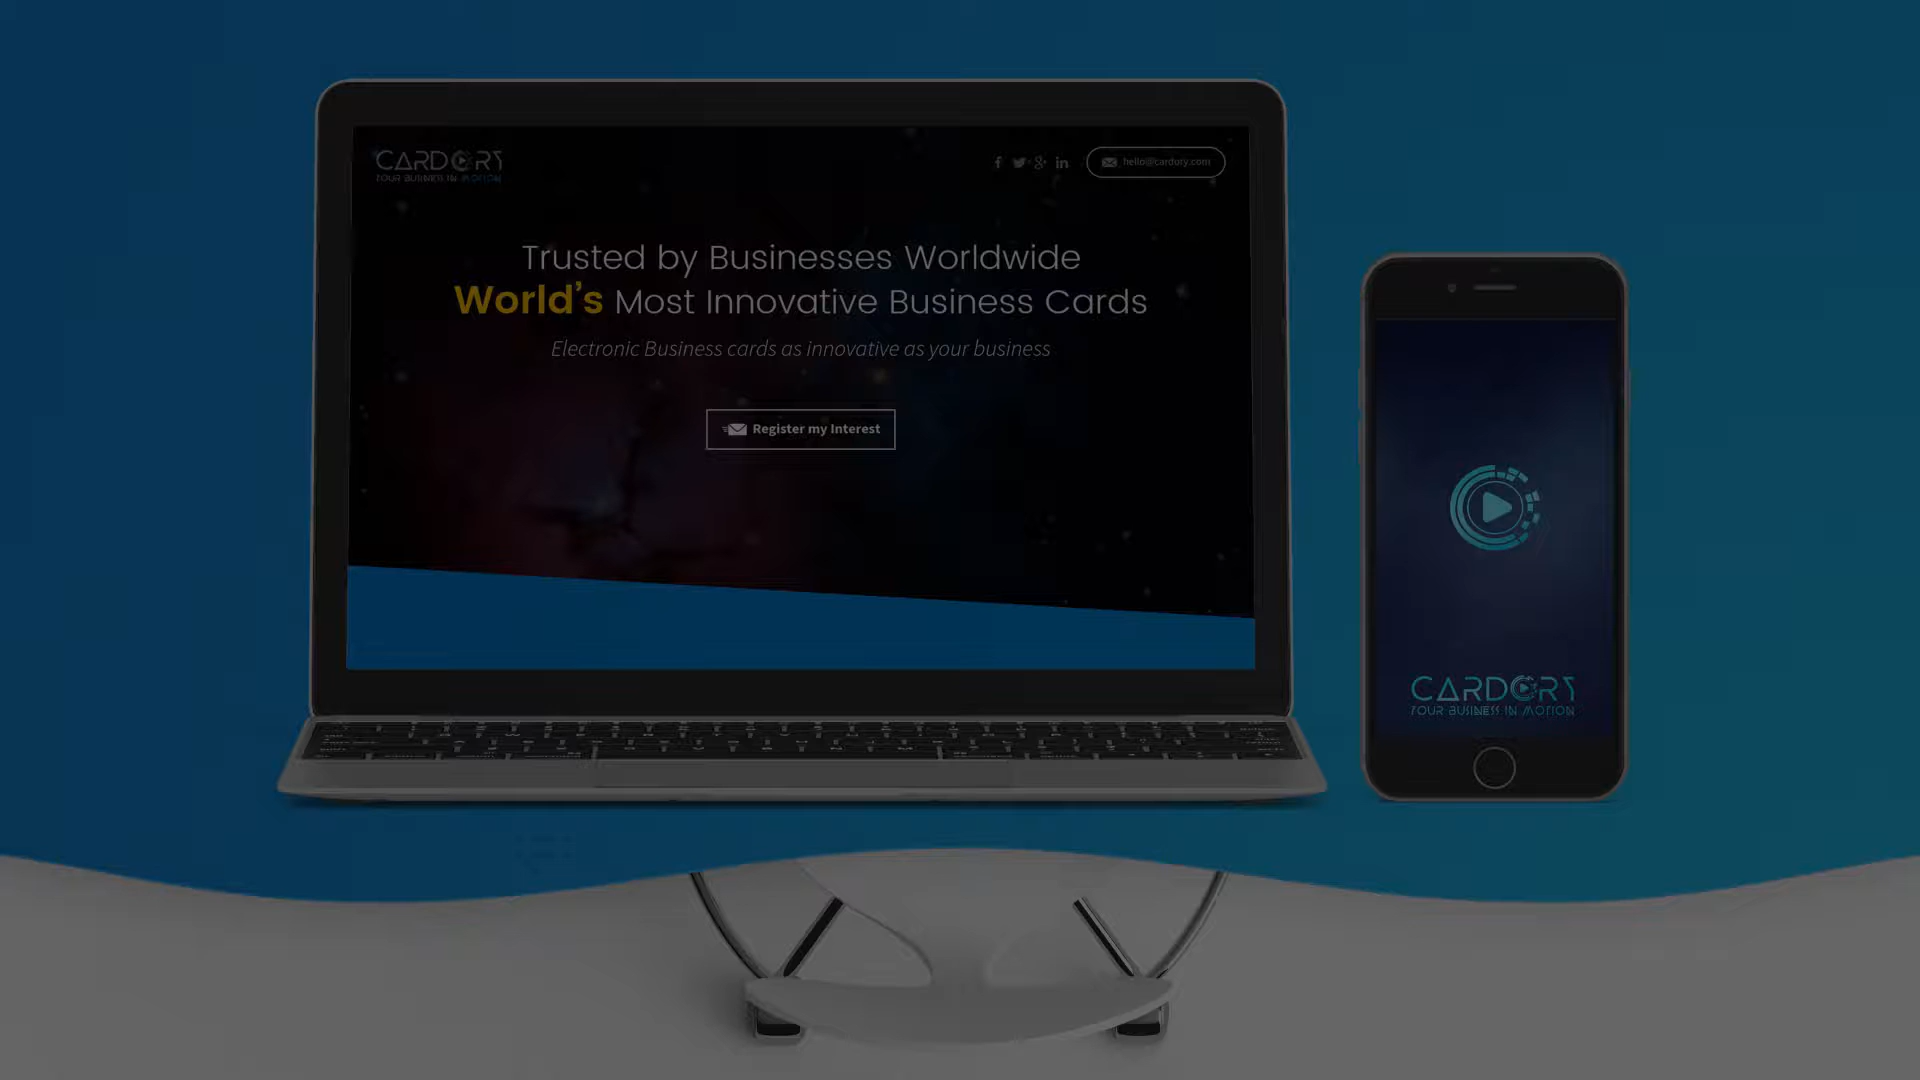 CARDORY
YOUR BUSINESS IN MOTION
hello@cardory.com
Trusted by Businesses Worldwide
World's Most Innovative Business Cards
Electronic Business cards as innovative as your business
Register my Interest
CARDORY
YOUR BUSINESS IN MOTION